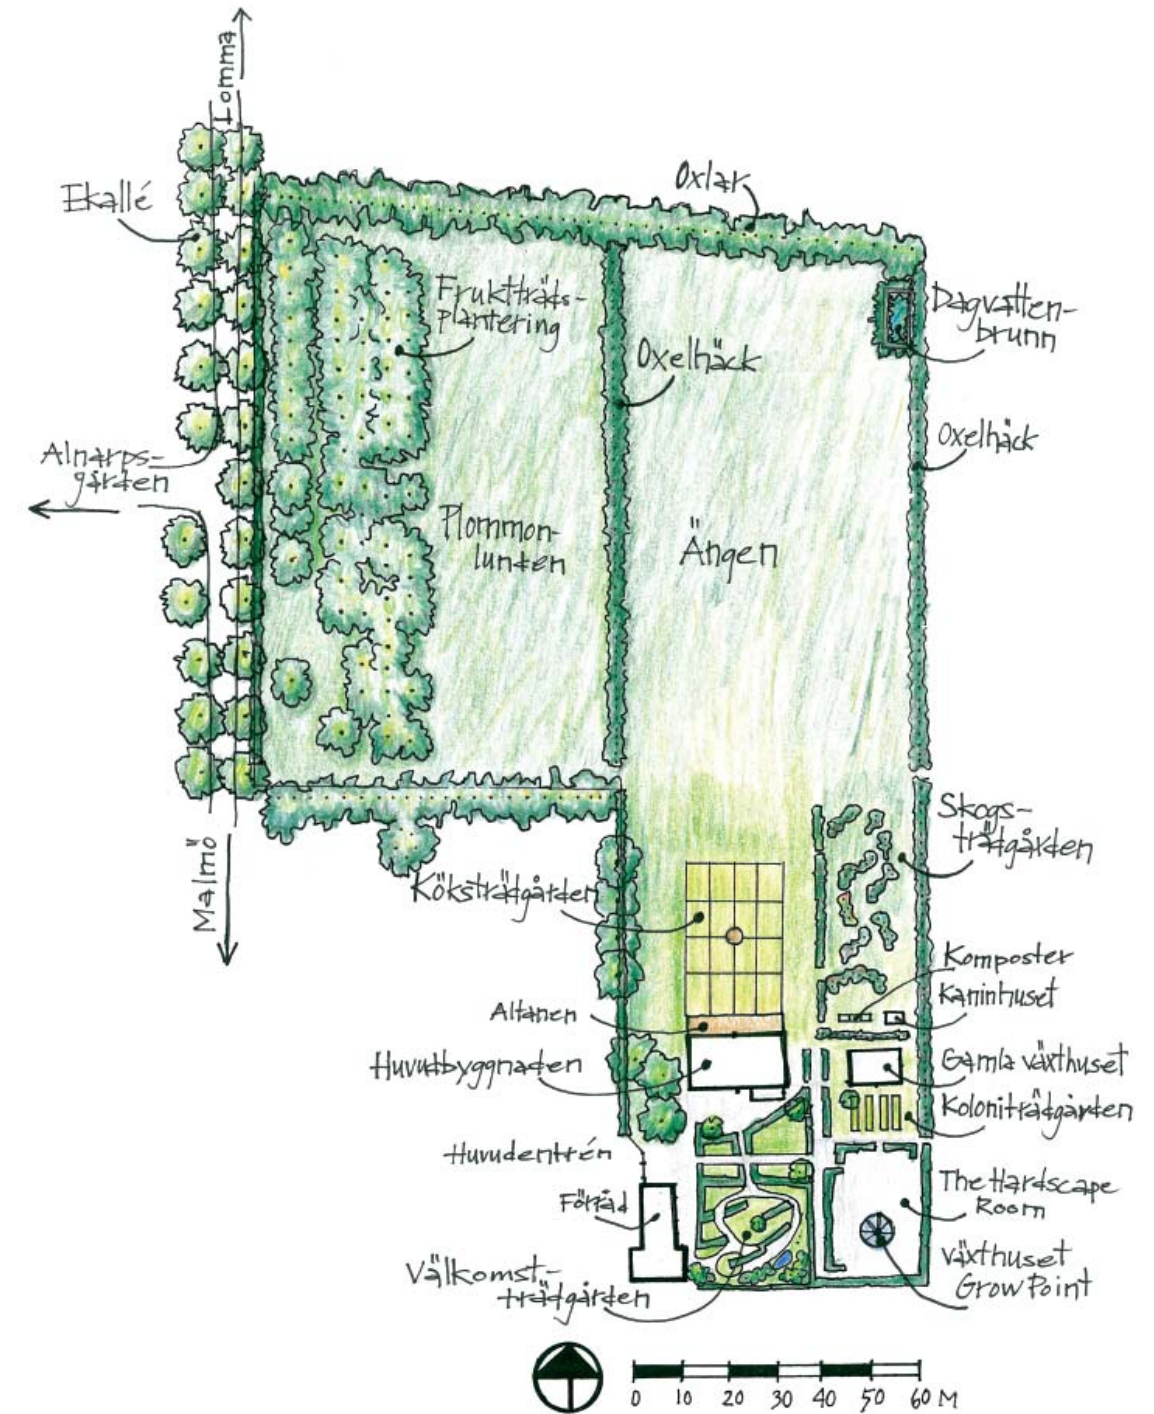 Lomma
Ekallé
Oxlar
Fruktträds-
plantering
Dagvatten-
brunn
Oxelhäck
Oxelhäck
Alnarps-
gården
Plommon-
lunden
Ängen
Malmö
Skogs-
trädgården
Köksträdgården
Komposter
Kaninhuset
Altanen
Huvudbyggnaden
Gamla växthuset
Koloniträdgården
Huvudentrén
Förråd
The Hardscape
Room
Välkomst-
trädgården
Växthuset
Grow Point
0 10 20 30 40 50 60 M